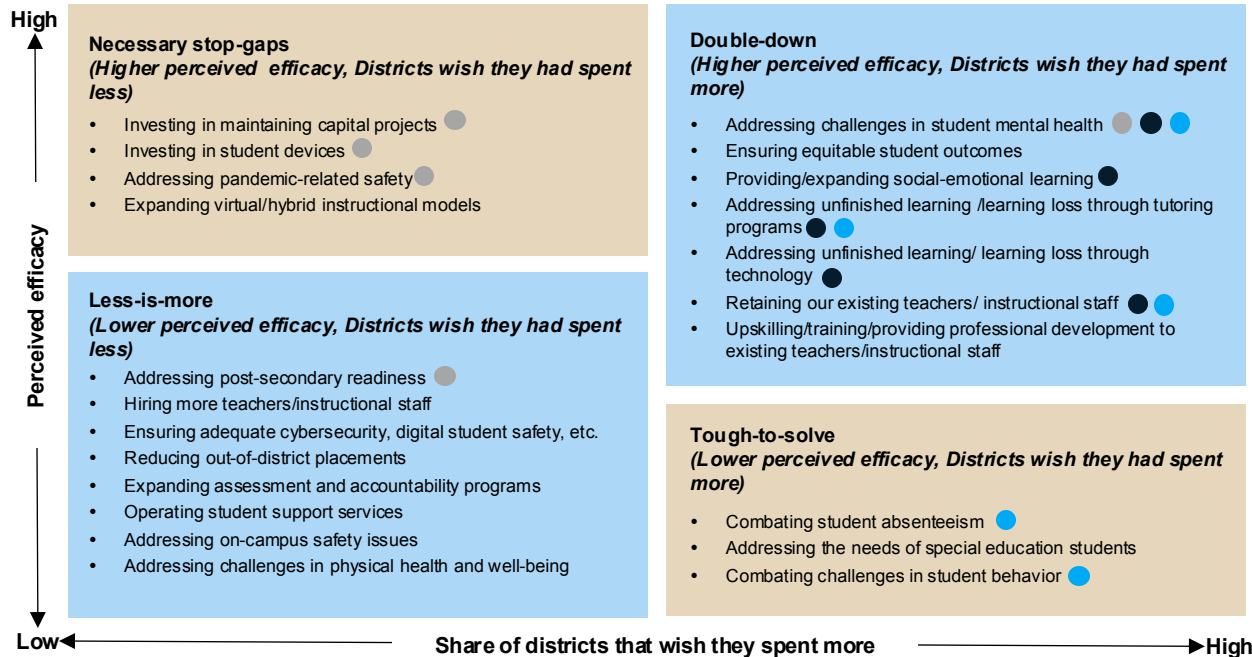 High
Perceived efficacy
Necessary stop-gaps
(Higher perceived efficacy, Districts wish they had spent
less)
• Investing in maintaining capital projects
• Investing in student devices
• Addressing pandemic-related safety
• Expanding virtual/hybrid instructional models
Double-down
(Higher perceived efficacy, Districts wish they had spent
more)
• Addressing challenges in student mental health
• Ensuring equitable student outcomes
• Providing/expanding social-emotional learning
• Addressing unfinished learning /learning loss through tutoring
programs
• Addressing unfinished learning/ learning loss through
technology
• Retaining our existing teachers/ instructional staff
• Upskilling/training/providing professional development to
existing teachers/instructional staff
Less-is-more
(Lower perceived efficacy, Districts wish they had spent
less)
• Addressing post-secondary readiness
• Hiring more teachers/instructional staff
• Ensuring adequate cybersecurity, digital student safety, etc.
• Reducing out-of-district placements
• Expanding assessment and accountability programs
• Operating student support services
• Addressing on-campus safety issues
• Addressing challenges in physical health and well-being
Tough-to-solve
(Lower perceived efficacy, Districts wish they had spent
more)
• Combating student absenteeism
• Addressing the needs of special education students
• Combating challenges in student behavior
Low
Share of districts that wish they spent more
High